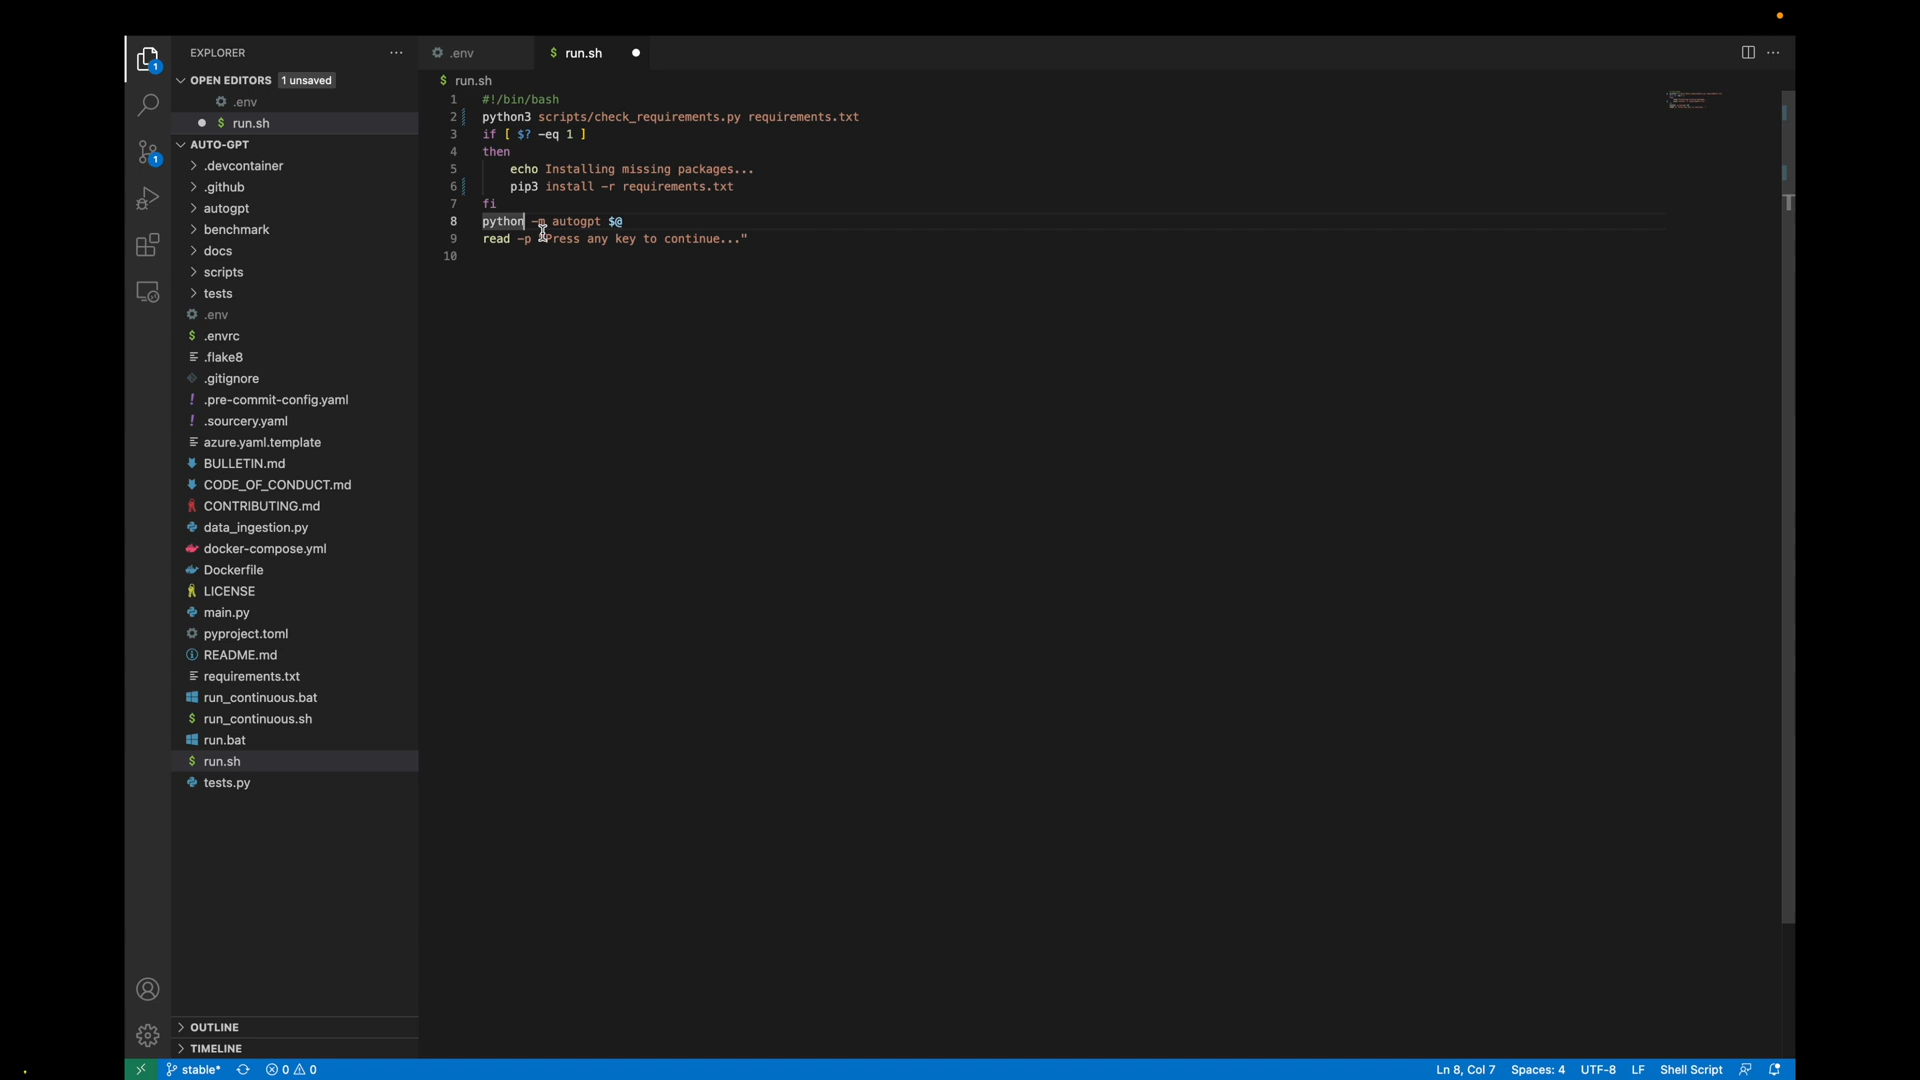 EXPLORER
OPEN EDITORS 1 unsaved
.env
$ run.sh
AUTO-GPT
.devcontainer
.github
autogpt
benchmark
docs
scripts
tests
.env
$ .envrc
.flake8
.gitignore
! .pre-commit-config.yaml
! .sourcery.yaml
azure.yaml.template
BULLETIN.md
CODE_OF_CONDUCT.md
CONTRIBUTING.md
data_ingestion.py
docker-compose.yml
Dockerfile
LICENSE
main.py
pyproject.toml
README.md
requirements.txt
run_continuous.bat
$ run_continuous.sh
run.bat
$ run.sh
tests.py
OUTLINE
TIMELINE
1
1
.env
$ run.sh
$ run.sh
1 #!/bin/bash
2 python3 scripts/check_requirements.py requirements.txt
3 if [ $? -eq 1 ]
4 then
5 echo Installing missing packages...
6 pip3 install -r requirements.txt
7 fi
8 python -m autogpt $@
9 read -p "Press any key to continue..."
10
stable* 0 0 Ln 8, Col 7 Spaces: 4 UTF-8 LF Shell Script